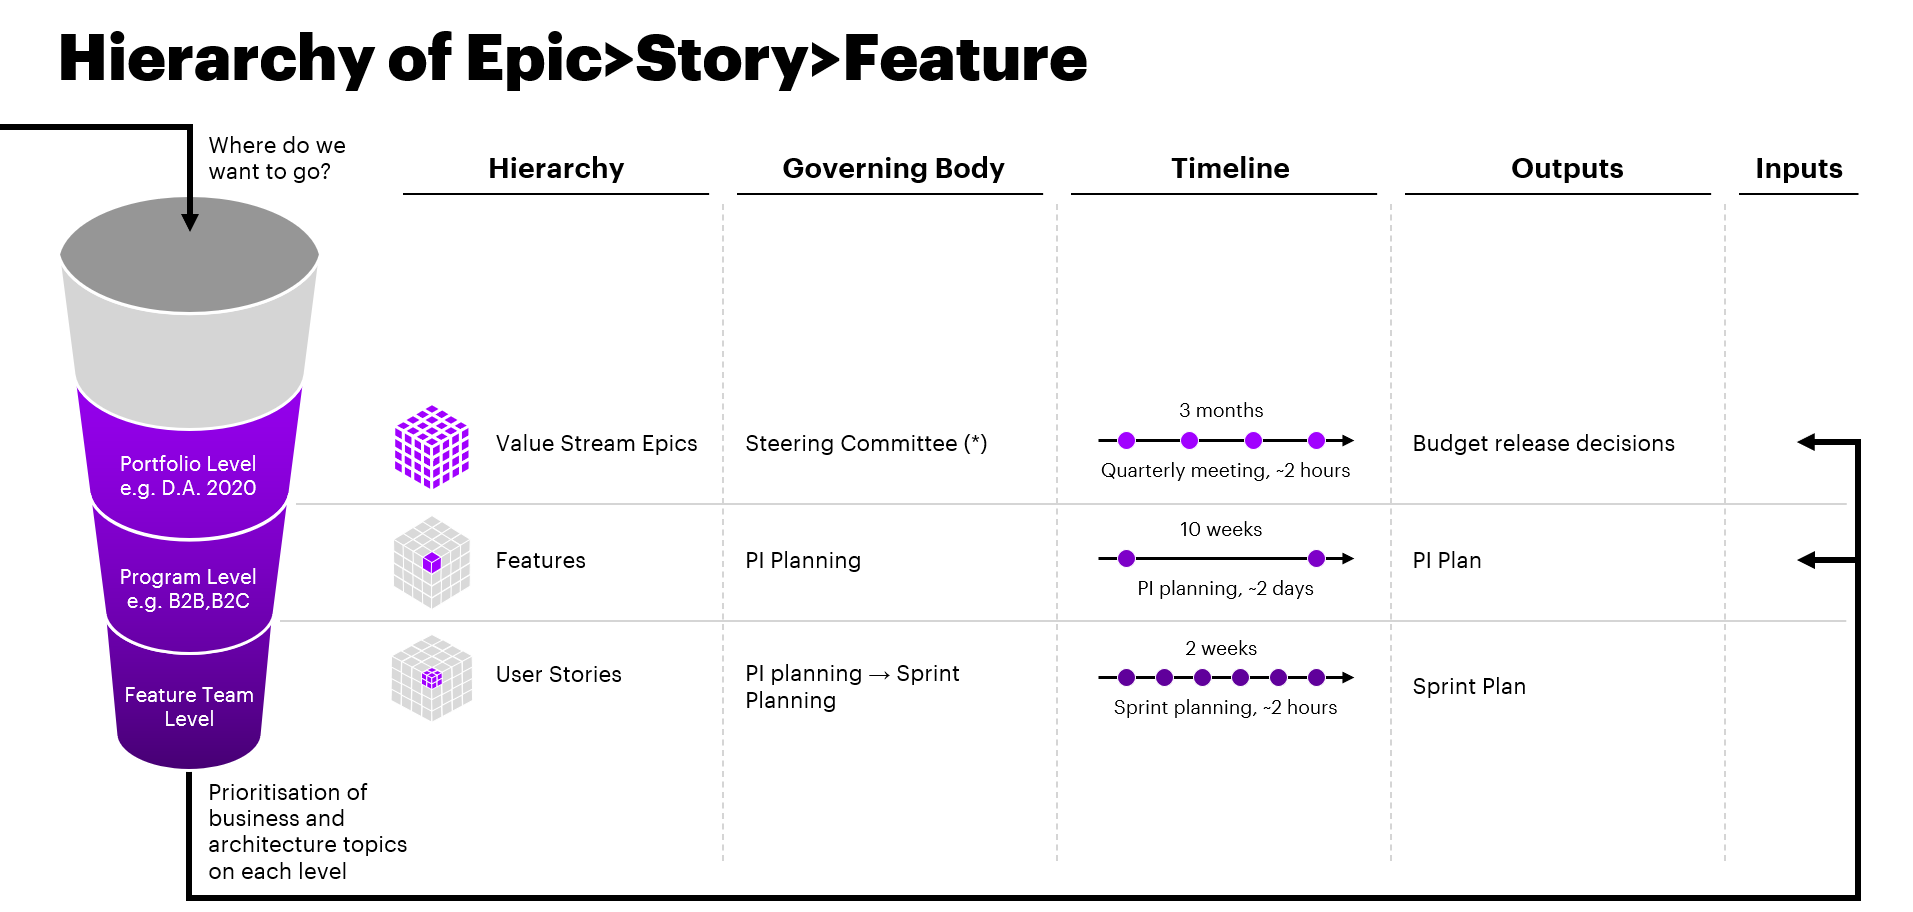 Hierarchy of Epic>Story>Feature
Where do we
want to go?
Hierarchy
Governing Body
Timeline
Outputs
Inputs
Portfolio Level
e.g. D.A. 2020
Value Stream Epics
Steering Committee (*)
3 months
Quarterly meeting, ~2 hours
Budget release decisions
Program Level
e.g. B2B,B2C
Features
PI Planning
10 weeks
PI planning, ~2 days
PI Plan
Feature Team
Level
User Stories
PI planning → Sprint
Planning
2 weeks
Sprint planning, ~2 hours
Sprint Plan
Prioritisation of
business and
architecture topics
on each level